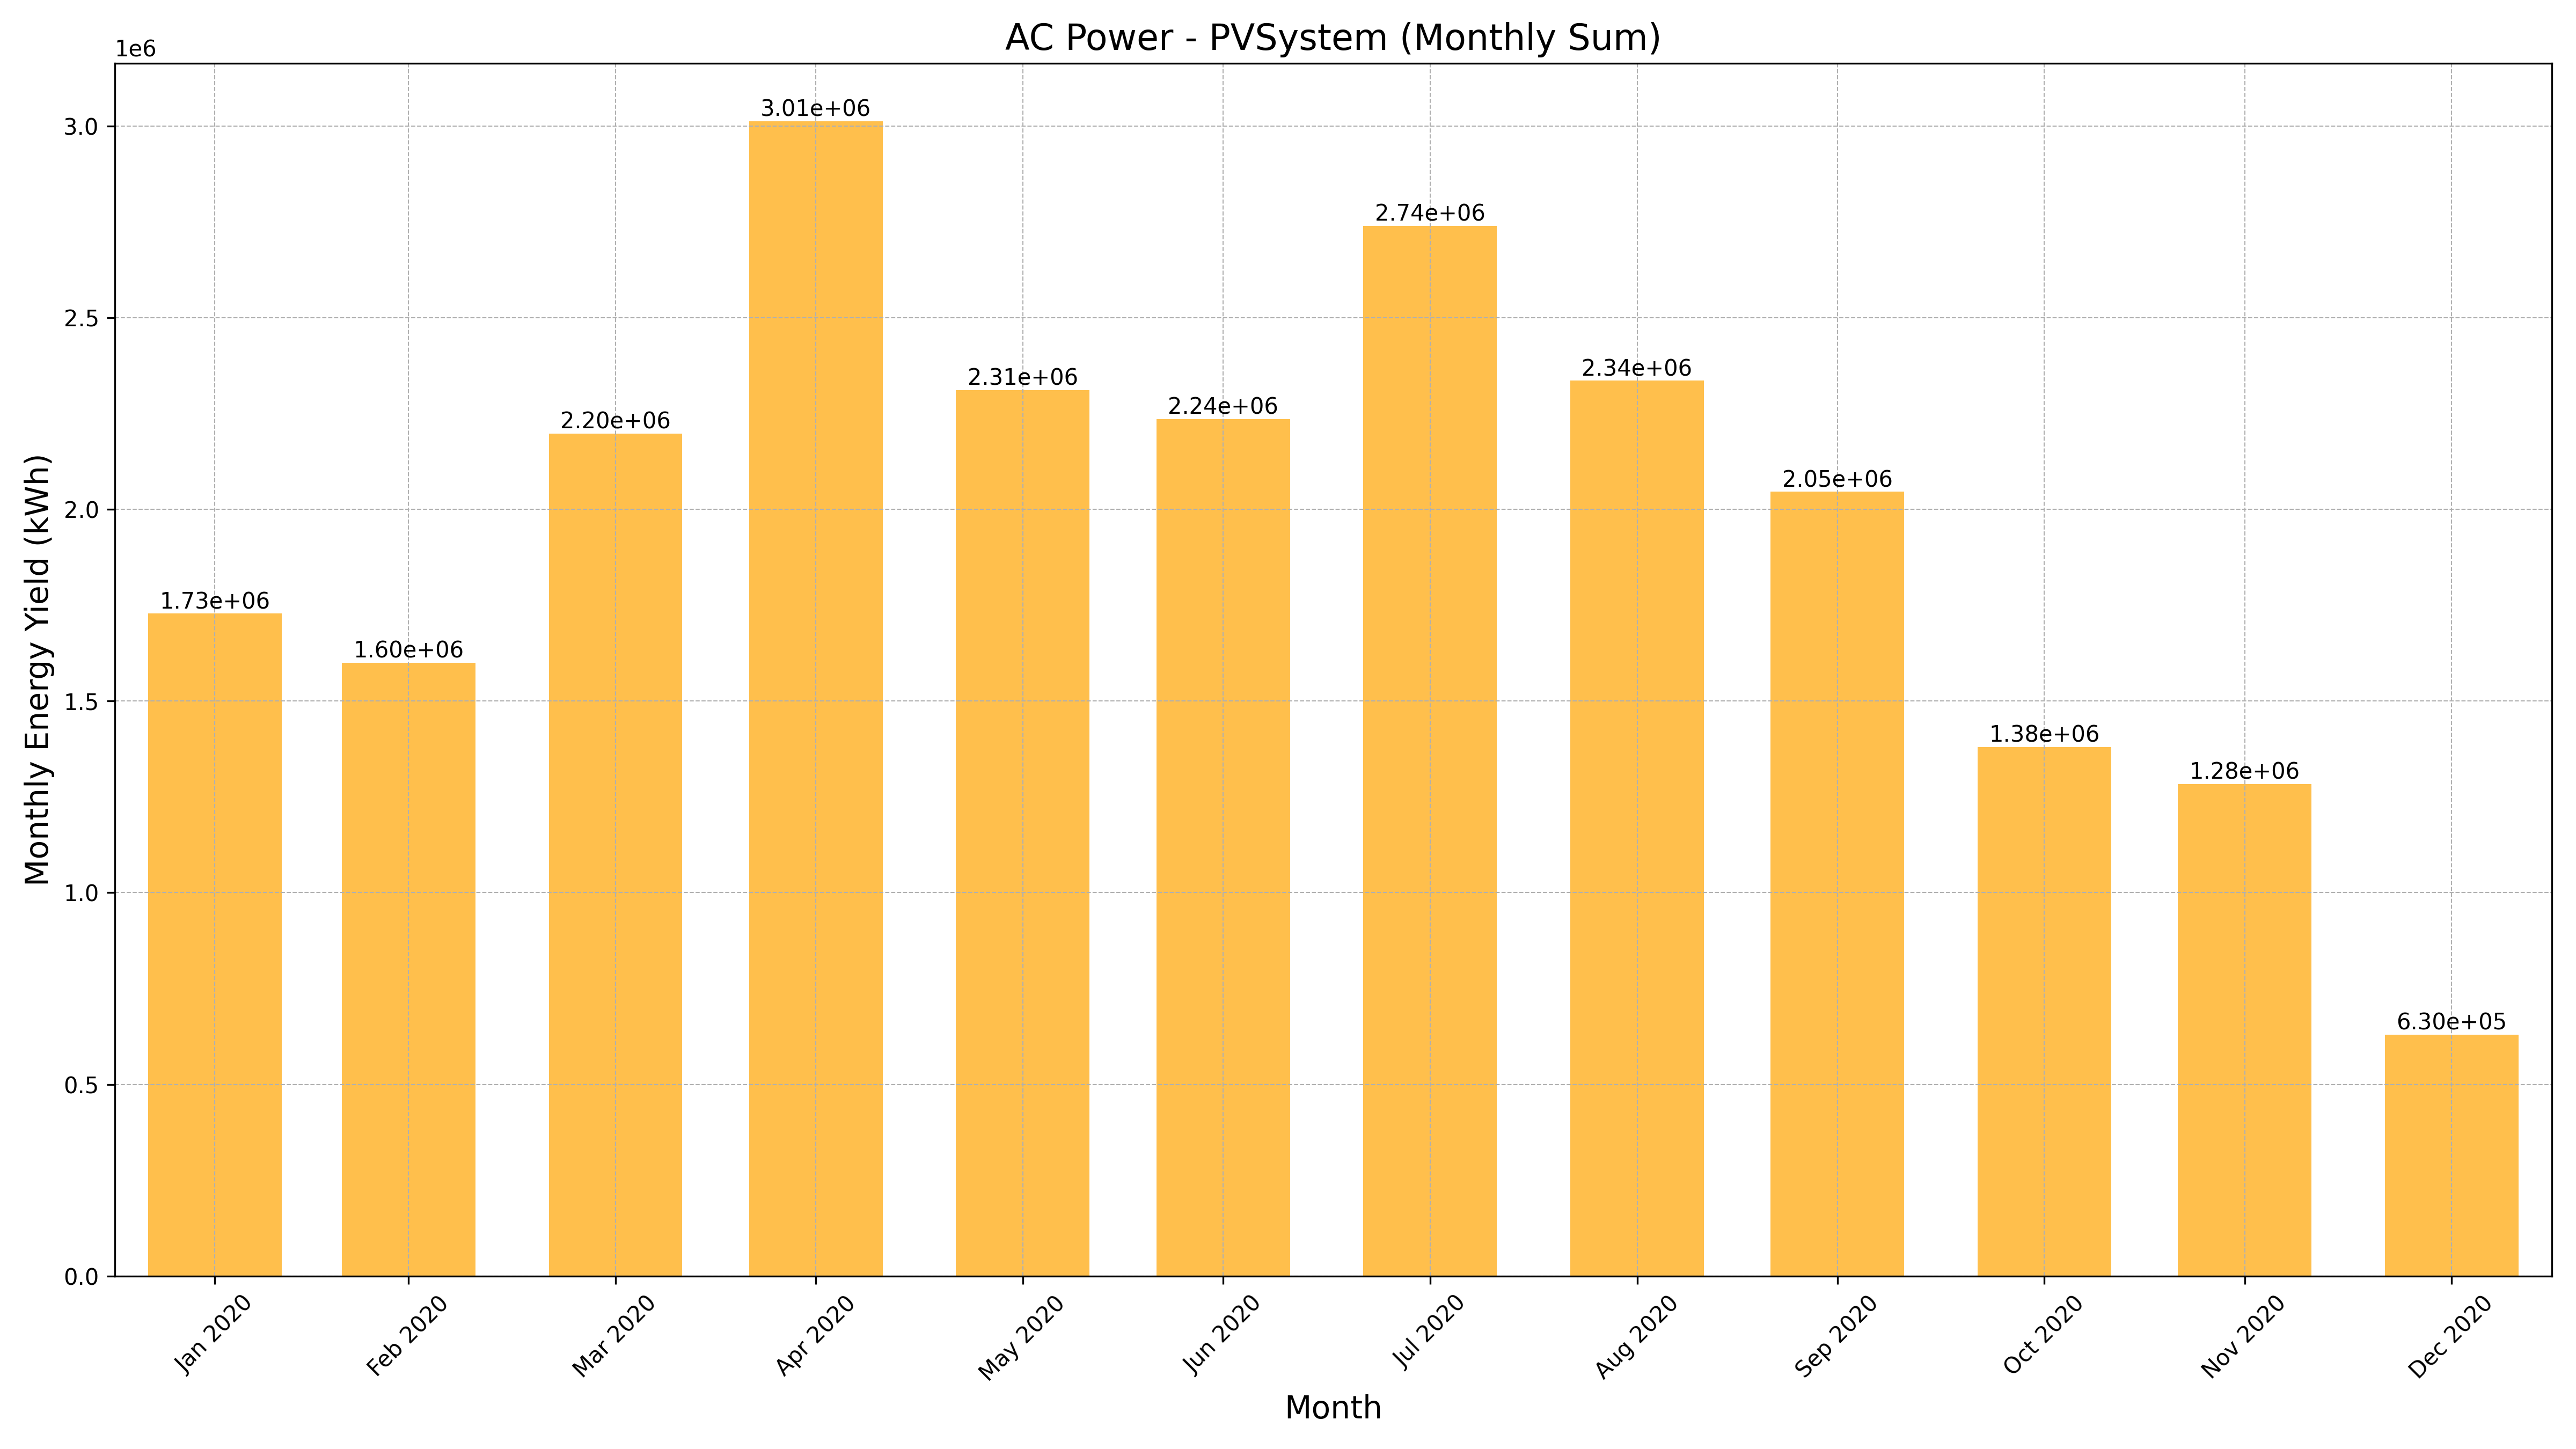 AC Power - PVSystem (Monthly Sum)
1e6
3.0
2.5
2.0
1.5
1.0
0.5
0.0
Monthly Energy Yield (kWh)
1.73e+06
1.60e+06
2.20e+06
3.01e+06
2.31e+06
2.24e+06
2.74e+06
2.34e+06
2.05e+06
1.38e+06
1.28e+06
6.30e+05
Jan 2020
Feb 2020
Mar 2020
Apr 2020
May 2020
Jun 2020
Jul 2020
Aug 2020
Sep 2020
Oct 2020
Nov 2020
Dec 2020
Month